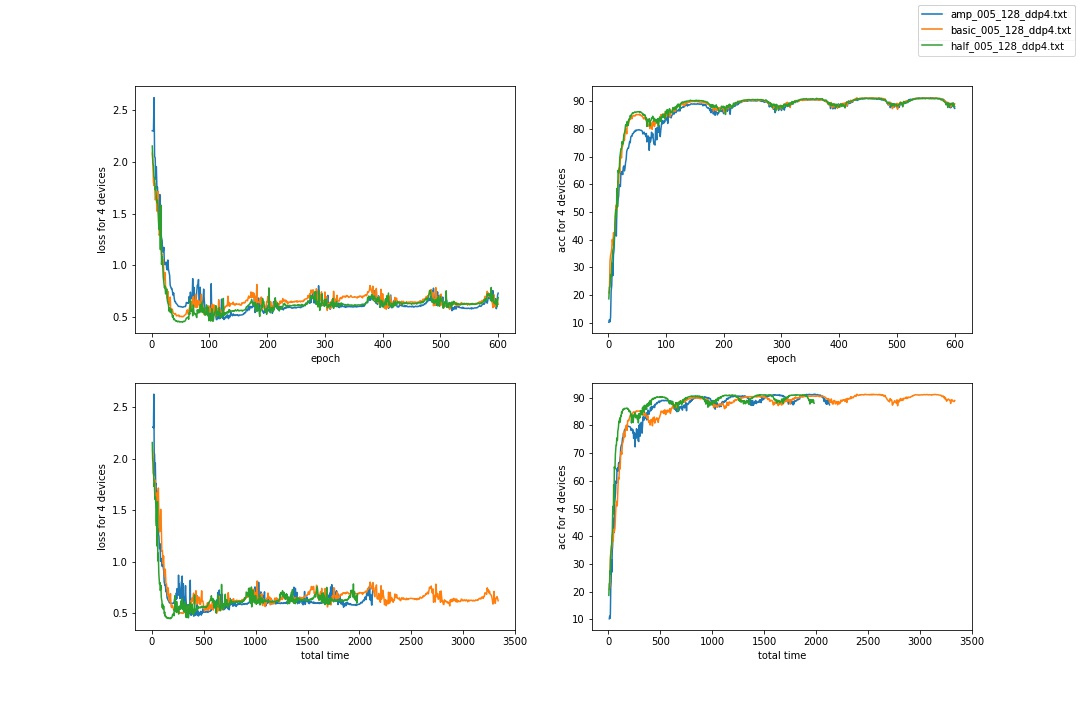 amp_005_128_ddp4.txt
basic_005_128_ddp4.txt
half_005_128_ddp4.txt
2.5
2.0
1.5
1.0
0.5
loss for 4 devices
0 100 200 300 400 500 600
epoch
90
80
70
60
50
40
30
20
10
acc for 4 devices
0 100 200 300 400 500 600
epoch
2.5
2.0
1.5
1.0
0.5
loss for 4 devices
0 500 1000 1500 2000 2500 3000 3500
total time
90
80
70
60
50
40
30
20
10
acc for 4 devices
0 500 1000 1500 2000 2500 3000 3500
total time